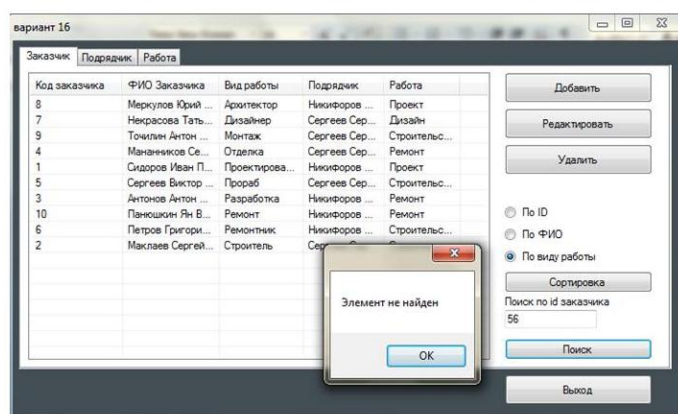 вариант 16
Заказчик Подрядчик Работа
Код заказчика ФИО Заказчика Вид работы Подрядчик Работа
8 Меркулов Юрий ... Архитектор Никифоров ... Проект
7 Некрасова Тать... Дизайнер Сергеев Сер... Дизайн
9 Точилин Антон ... Монтаж Сергеев Сер... Строительс...
4 Мананников Се... Отделка Сергеев Сер... Ремонт
1 Сидоров Иван П... Проектирова... Никифоров ... Проект
5 Сергеев Виктор ... Прораб Сергеев Сер... Строительс...
3 Антонов Антон ... Разработка Никифоров ... Ремонт
10 Панюшкин Ян В... Ремонт Никифоров ... Ремонт
6 Петров Григори... Ремонтник Никифоров ... Строительс...
2 Маклаев Сергей... Строитель
Добавить
Редактировать
Удалить
По ID
По ФИО
По виду работы
Сортировка
Поиск по id заказчика
56
Поиск
Выход
Элемент не найден
OK